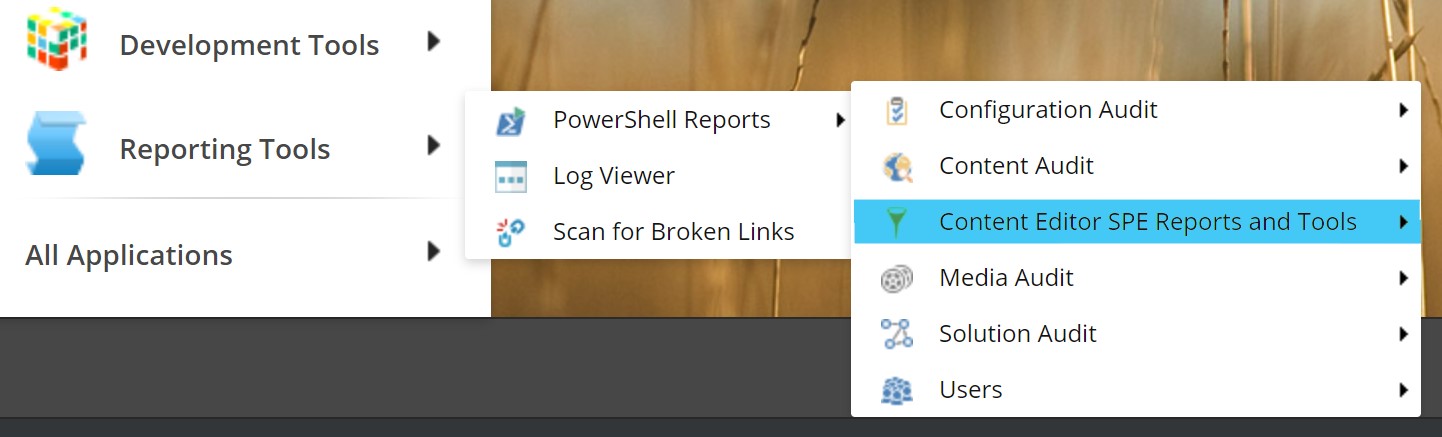 Development Tools
Reporting Tools
All Applications
PowerShell Reports
Log Viewer
Scan for Broken Links
Configuration Audit
Content Audit
Content Editor SPE Reports and Tools
Media Audit
Solution Audit
Users